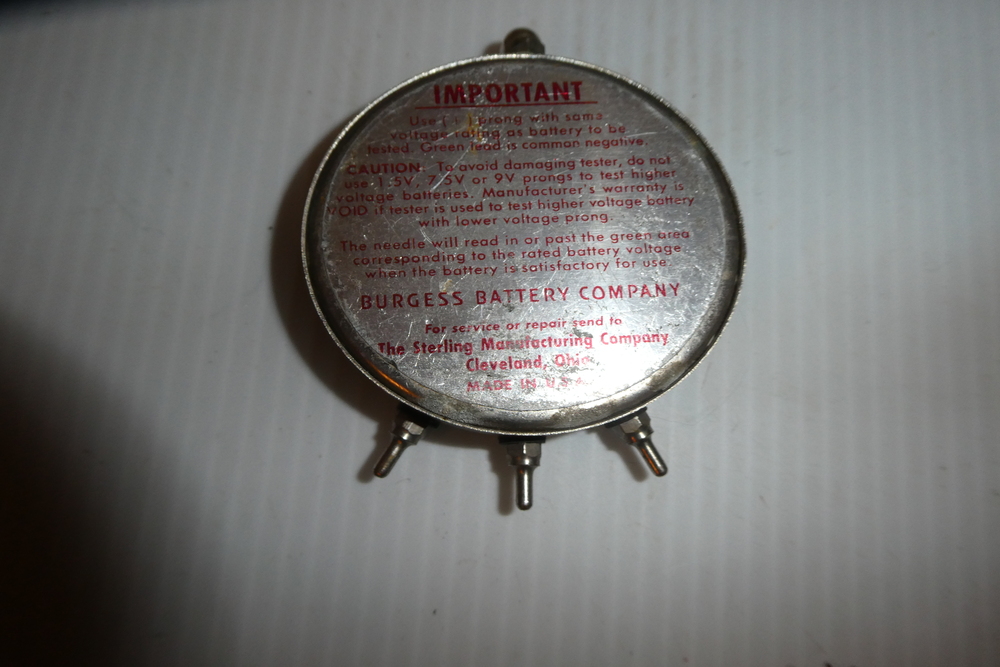 IMPORTANT
Use prong with same
voltage rating as battery to be
tested. Green lead is common negative.
CAUTION: To avoid damaging tester, do not
use 1.5V, 7.5V or 9V prongs to test higher
voltage batteries. Manufacturer's warranty is
VOID if tester is used to test higher voltage battery
with lower voltage prong.
The needle will read in or past the green area
corresponding to the rated battery voltage
when the battery is satisfactory for use.
BURGESS BATTERY COMPANY
For service or repair send to
The Sterling Manufacturing Company
Cleveland, Ohio
MADE IN U.S.A.